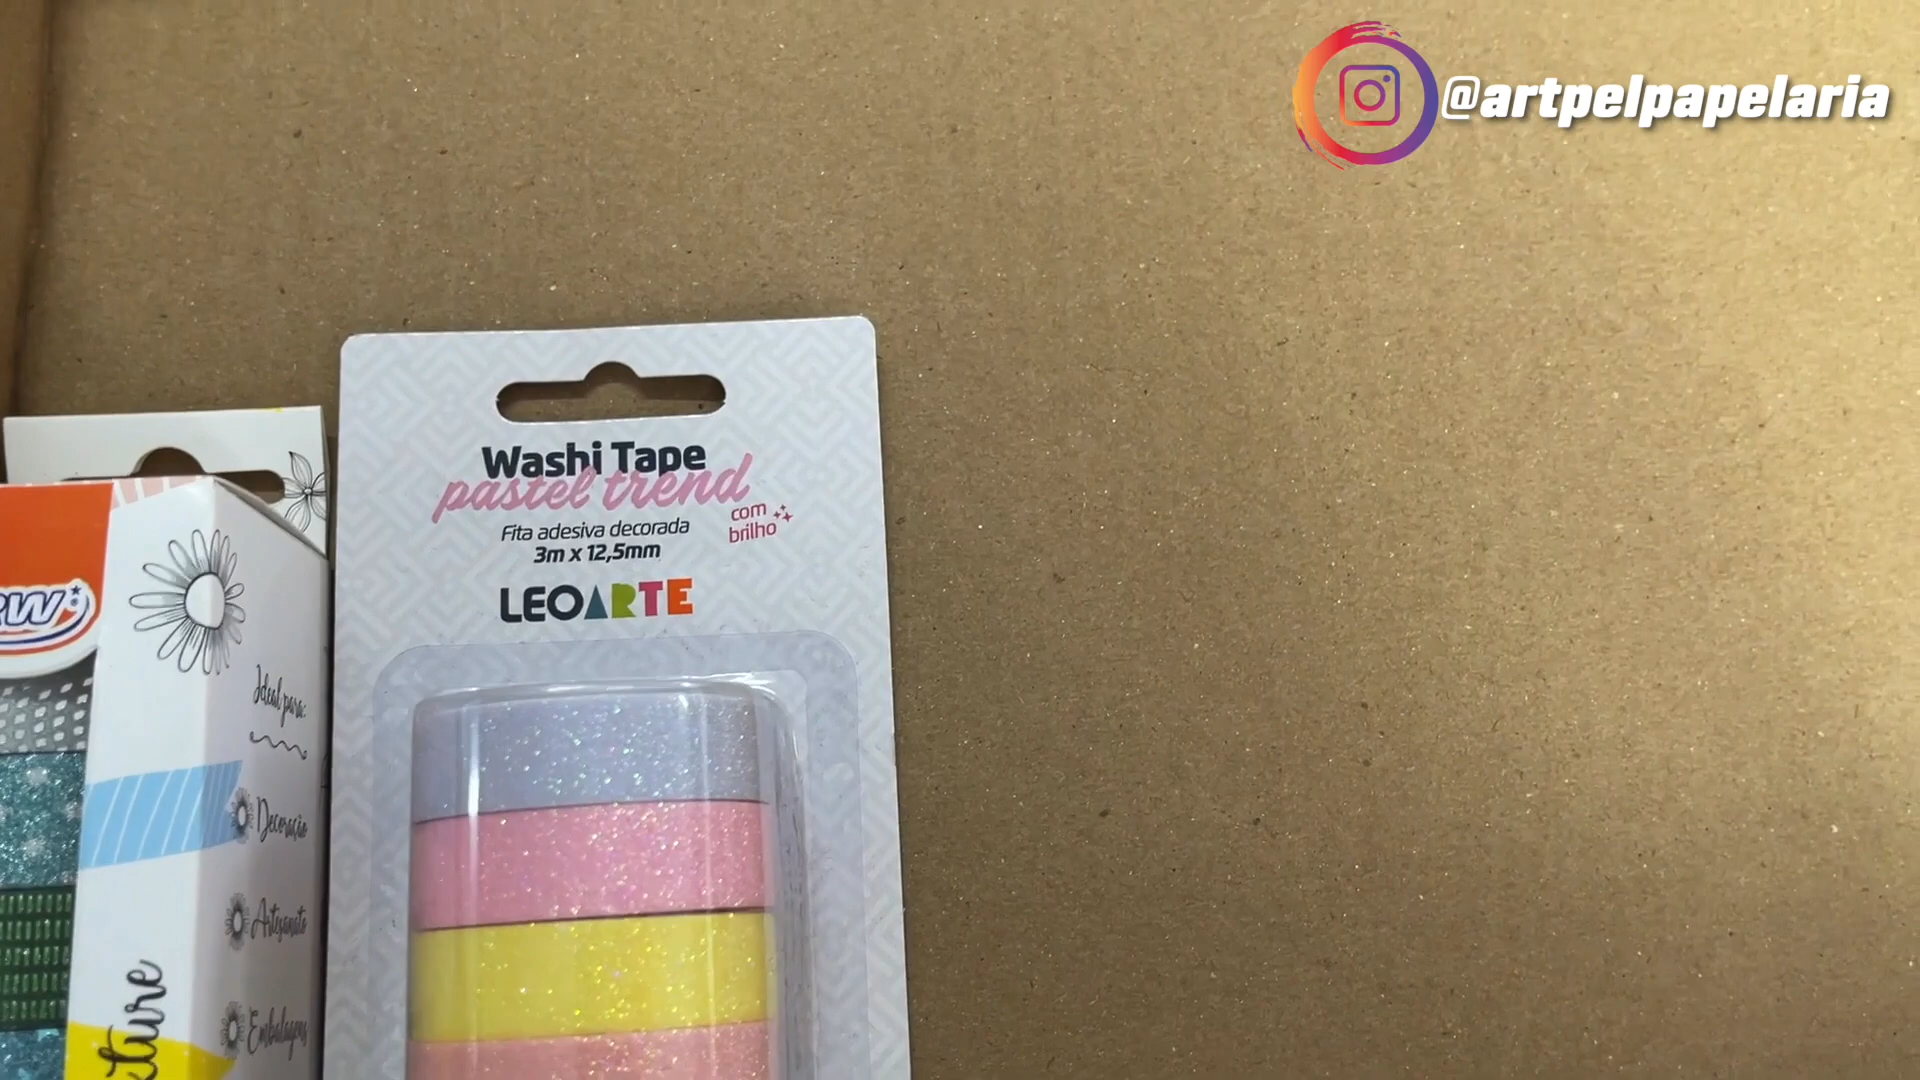 @artpelpapelaria
Washi Tape
pastel trend
com
brilho
Fita adesiva decorada
3m x 12,5mm
LEOARTE
Ideal para:
Decoração
Artesanato
Embalagens